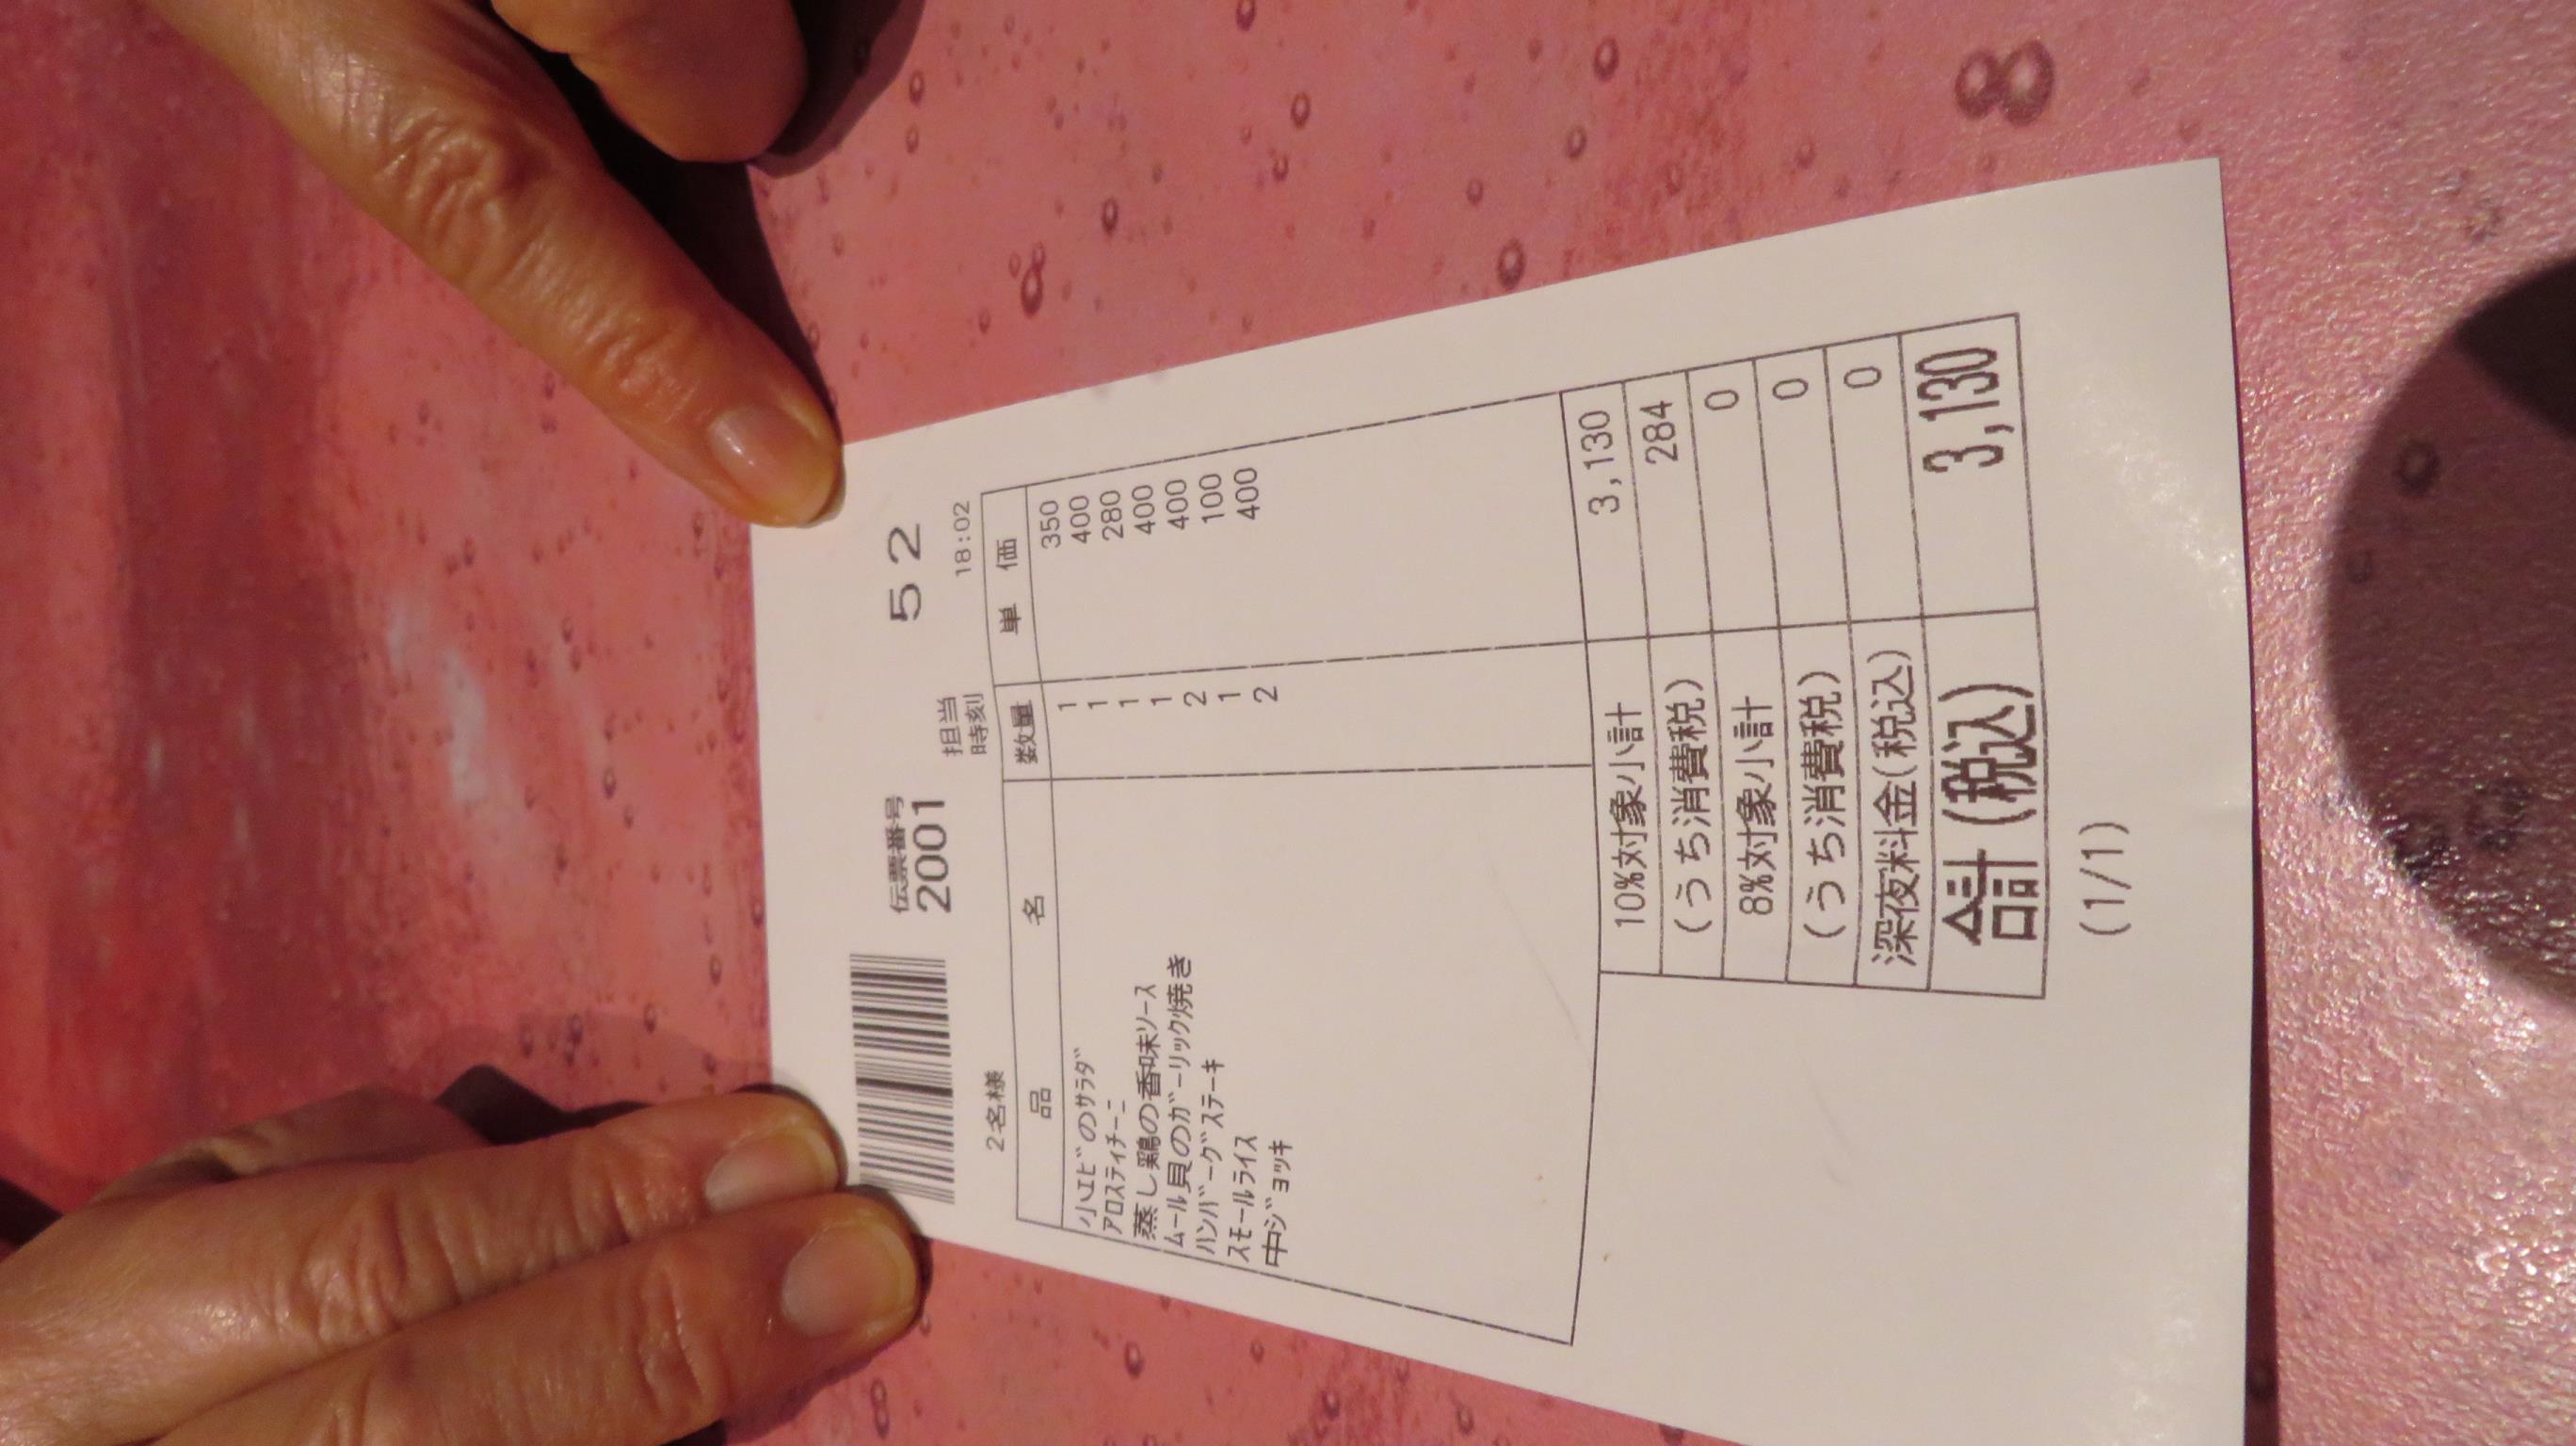 伝票番号
2001 52
担当
2名様 時刻 18:02
品 名 数量 単 価
小エビのサラダ 1 350
アロスティチーニ 1 400
蒸し鶏の香味ソース 1 280
ムール貝のガーリック焼き 1 400
ハンバーグステーキ 2 400
スモールライス 1 100
中ジョッキ 2 400
10%対象小計 3,130
(うち消費税) 284
8%対象小計 0
(うち消費税) 0
深夜料金(税込) 0
合計(税込) 3,130
(1/1)